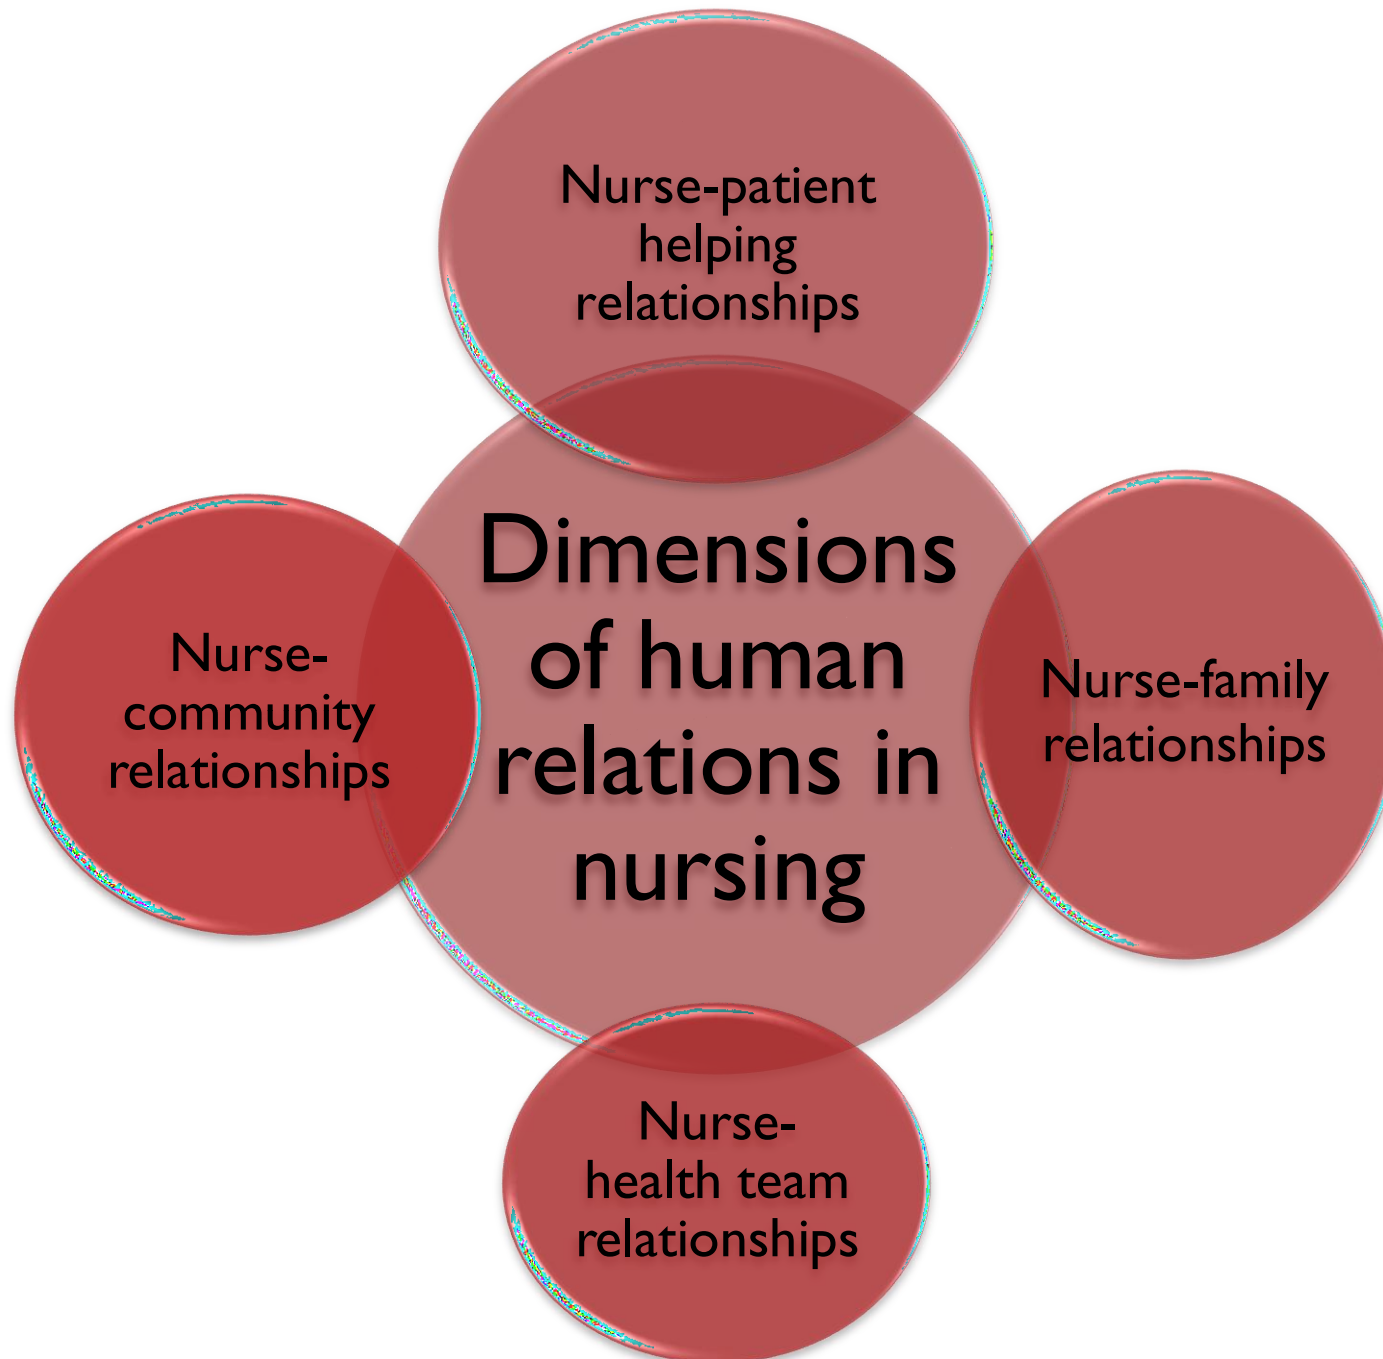 Nurse-patient
helping
relationships
Dimensions
of human
relations in
nursing
Nurse-
community
relationships
Nurse-family
relationships
Nurse-
health team
relationships